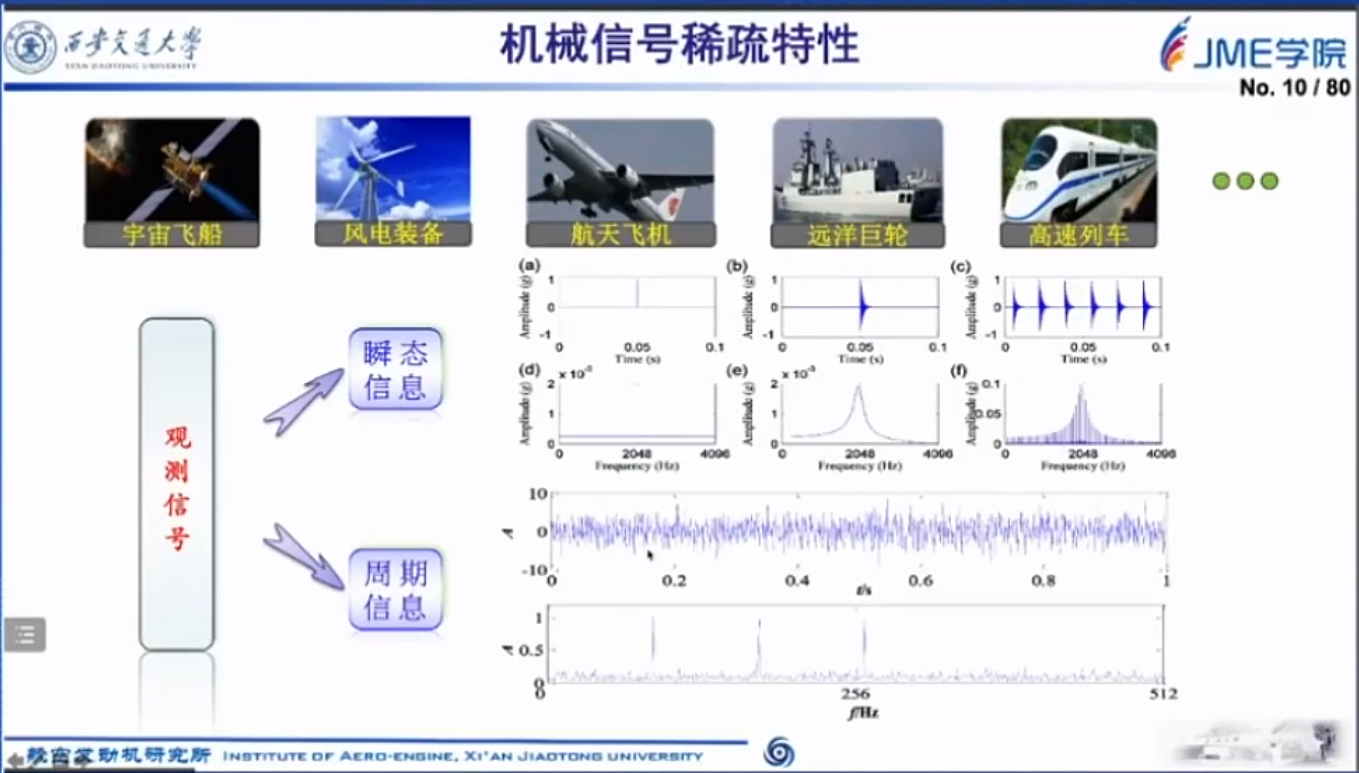 西安交通大学
XI'AN JIAOTONG UNIVERSITY
机械信号稀疏特性
JME学院
No. 10 / 80
宇宙飞船
风电装备
航天飞机
远洋巨轮
高速列车
观测信号
瞬态
信息
周期
信息
(a)
Amplitude (g)
1
0
-1
0
0.05
0.1
Time (s)
(b)
Amplitude (g)
1
0
-1
0
0.05
0.1
Time (s)
(c)
Amplitude (g)
1
0
-1
0
0.05
0.1
Time (s)
(d)
x 10⁻³
Amplitude (g)
2
1
0
0
2048
4096
Frequency (Hz)
(e)
x 10⁻³
Amplitude (g)
2
1
0
0
2048
4096
Frequency (Hz)
(f)
Amplitude (g)
0.1
0.05
0
0
2048
4096
Frequency (Hz)
A
10
0
-10
0
0.2
0.4
0.6
0.8
1
t/s
A
1
0.5
0
0
256
512
f/Hz
航空发动机研究所
INSTITUTE OF AERO-ENGINE, XI'AN JIAOTONG UNIVERSITY